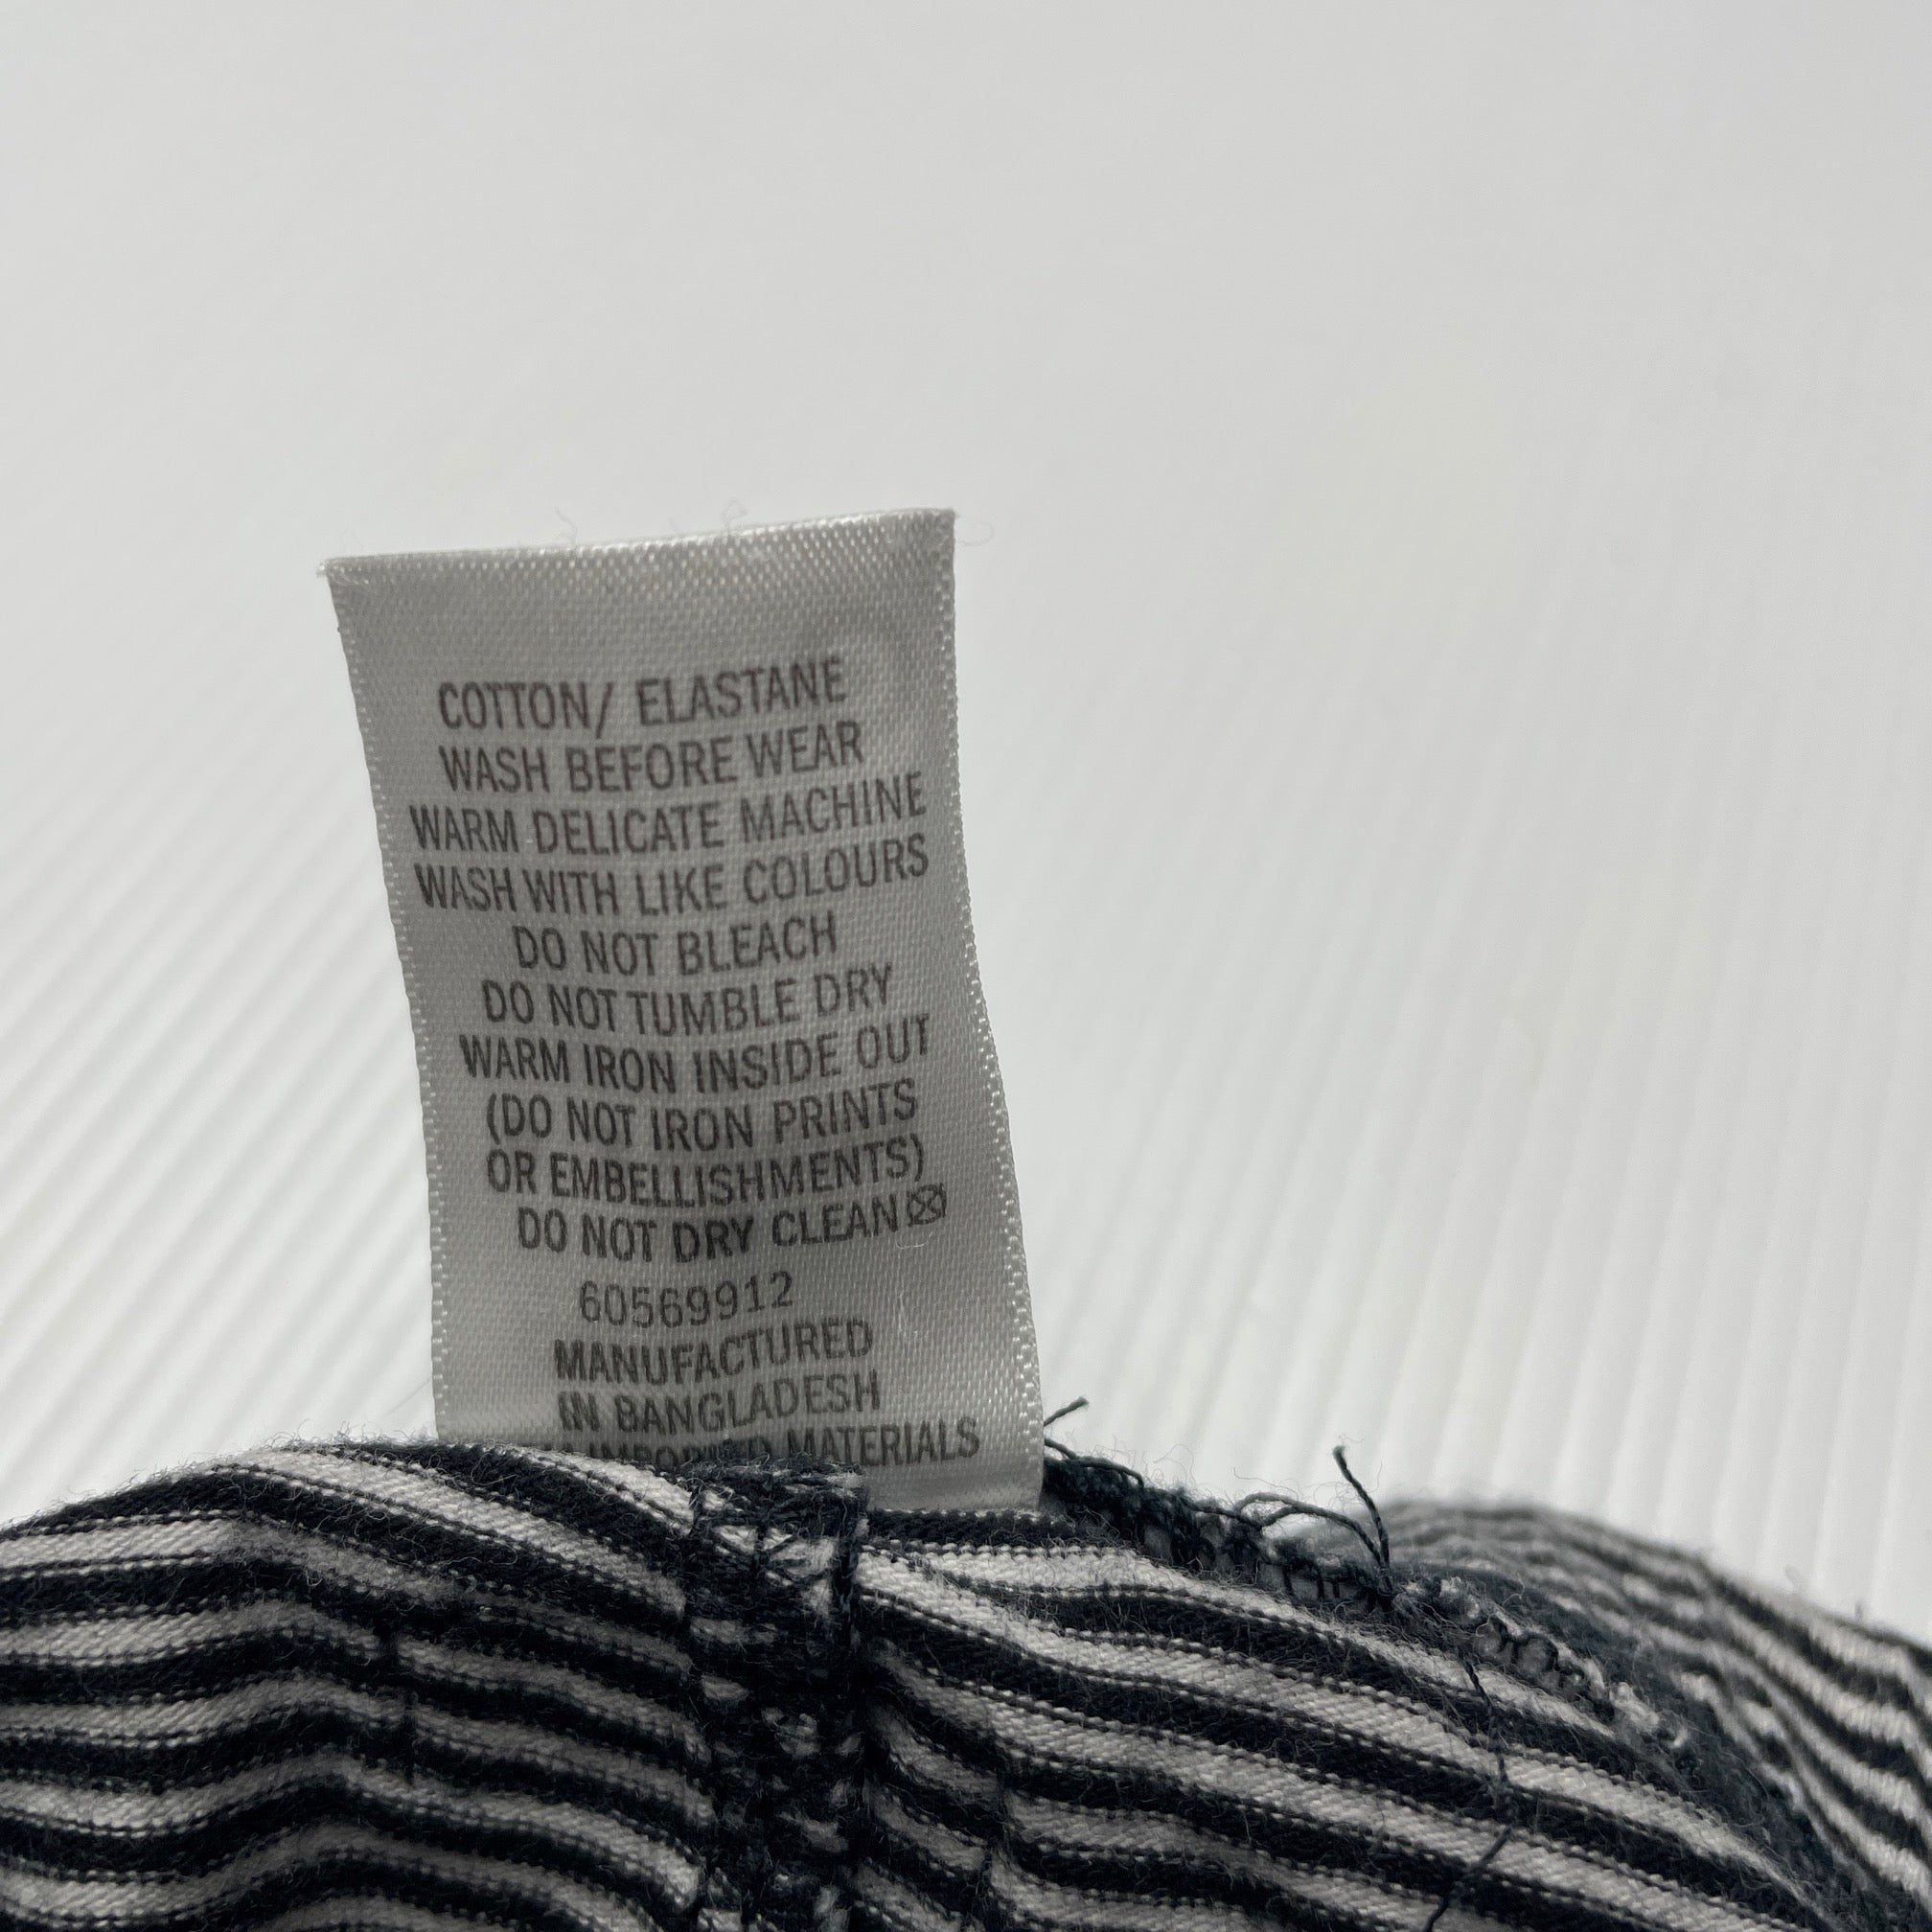 COTTON/ ELASTANE
WASH BEFORE WEAR
WARM DELICATE MACHINE
WASH WITH LIKE COLOURS
DO NOT BLEACH
DO NOT TUMBLE DRY
WARM IRON INSIDE OUT
(DO NOT IRON PRINTS
OR EMBELLISHMENTS)
DO NOT DRY CLEAN
60569912
MANUFACTURED
IN BANGLADESH
IMPORTED MATERIALS